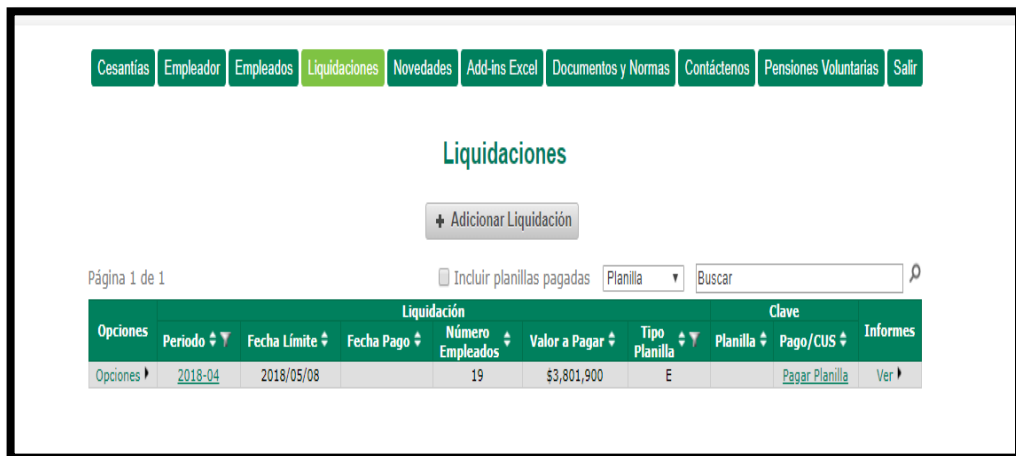 Cesantías Empleador Empleados Liquidaciones Novedades Add-ins Excel Documentos y Normas Contáctenos Pensiones Voluntarias Salir
Liquidaciones
+ Adicionar Liquidación
Página 1 de 1 Incluir planillas pagadas Planilla Buscar
Opciones Liquidación Clave Informes
Periodo Fecha Límite Fecha Pago Número Empleados Valor a Pagar Tipo Planilla Planilla Pago/CUS
Opciones 2018-04 2018/05/08 19 $3,801,900 E Pagar Planilla Ver